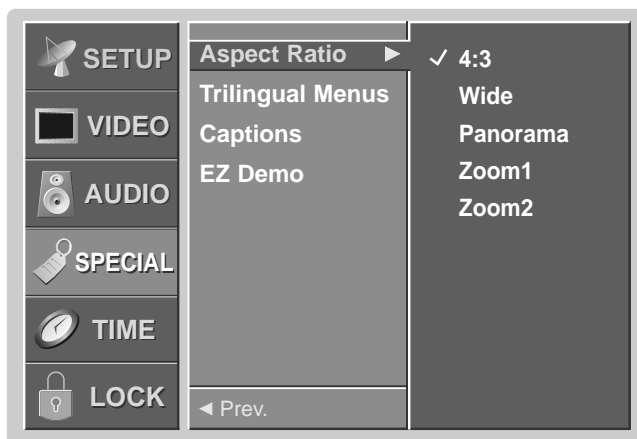 SETUP
VIDEO
AUDIO
SPECIAL
TIME
LOCK
Aspect Ratio ►
Trilingual Menus
Captions
EZ Demo
◄ Prev.
✓ 4:3
Wide
Panorama
Zoom1
Zoom2